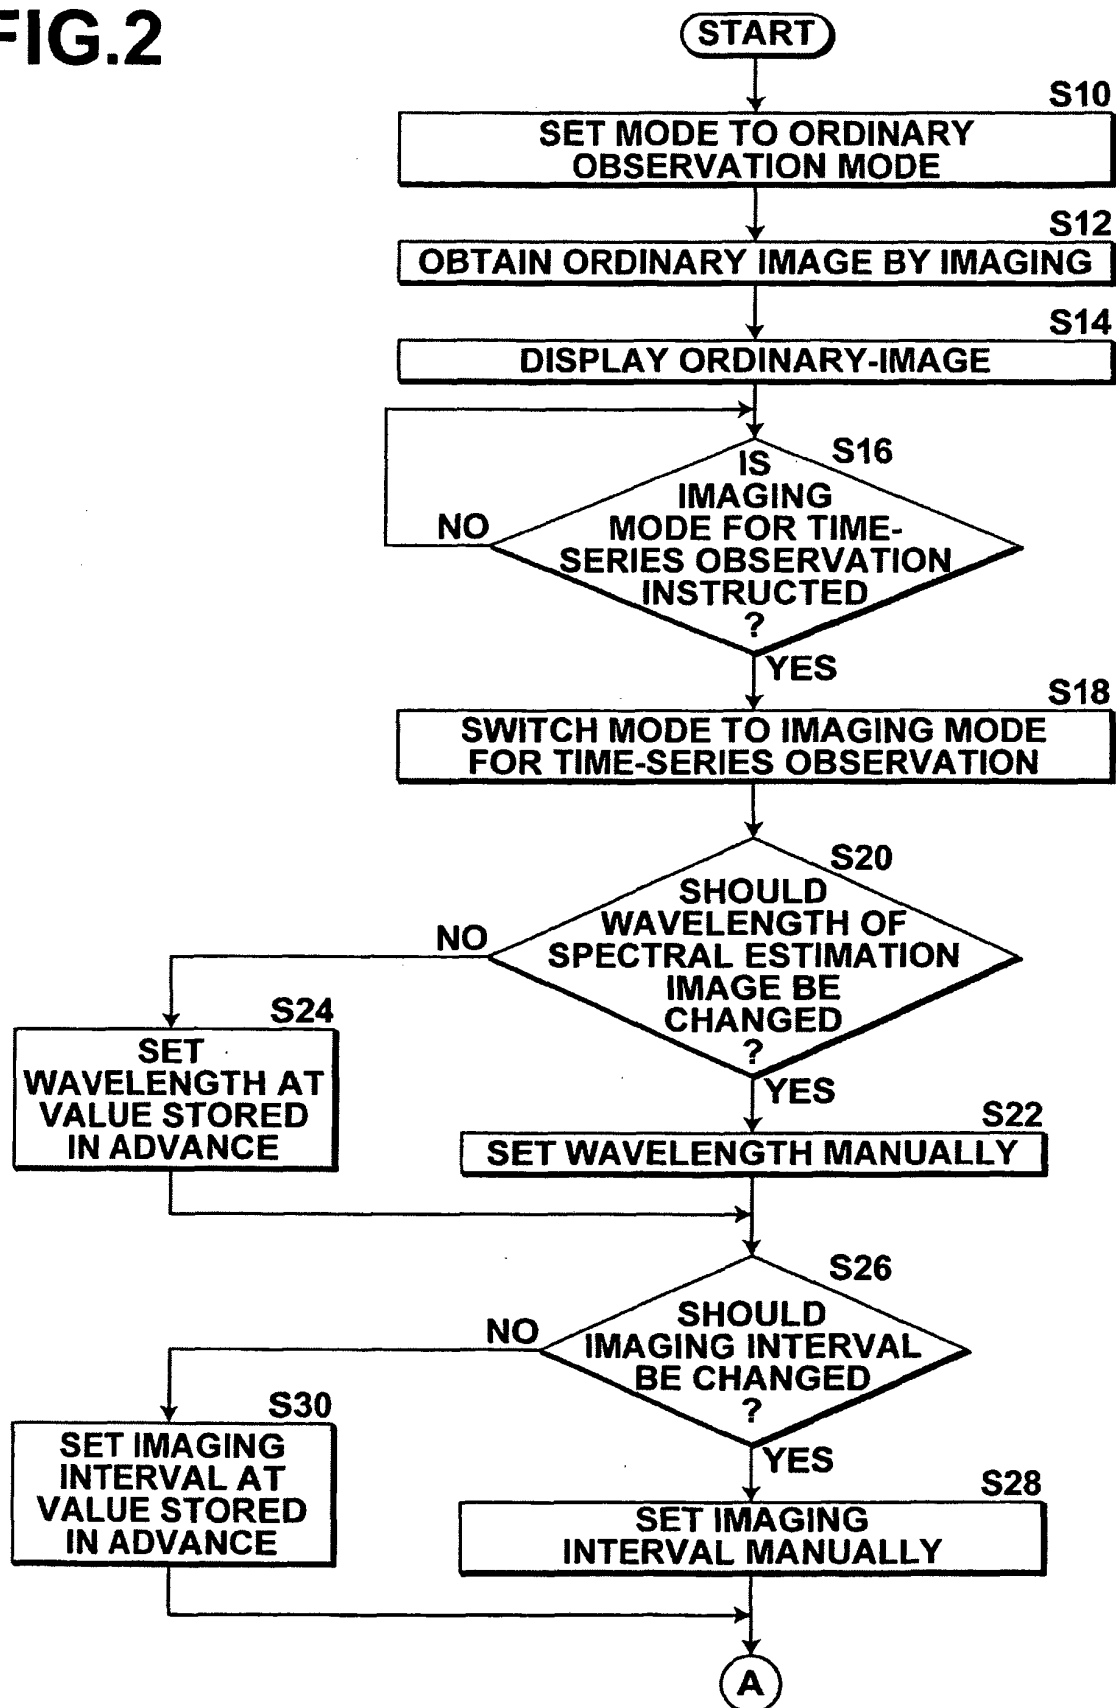 FIG.2
START
S10
SET MODE TO ORDINARY
OBSERVATION MODE
S12
OBTAIN ORDINARY IMAGE BY IMAGING
S14
DISPLAY ORDINARY-IMAGE
S16
IS
IMAGING
MODE FOR TIME-
SERIES OBSERVATION
INSTRUCTED
?
NO
YES
S18
SWITCH MODE TO IMAGING MODE
FOR TIME-SERIES OBSERVATION
S20
SHOULD
WAVELENGTH OF
SPECTRAL ESTIMATION
IMAGE BE
CHANGED
?
NO
YES
S24
SET
WAVELENGTH AT
VALUE STORED
IN ADVANCE
S22
SET WAVELENGTH MANUALLY
S26
SHOULD
IMAGING INTERVAL
BE CHANGED
?
NO
YES
S30
SET IMAGING
INTERVAL AT
VALUE STORED
IN ADVANCE
S28
SET IMAGING
INTERVAL MANUALLY
A